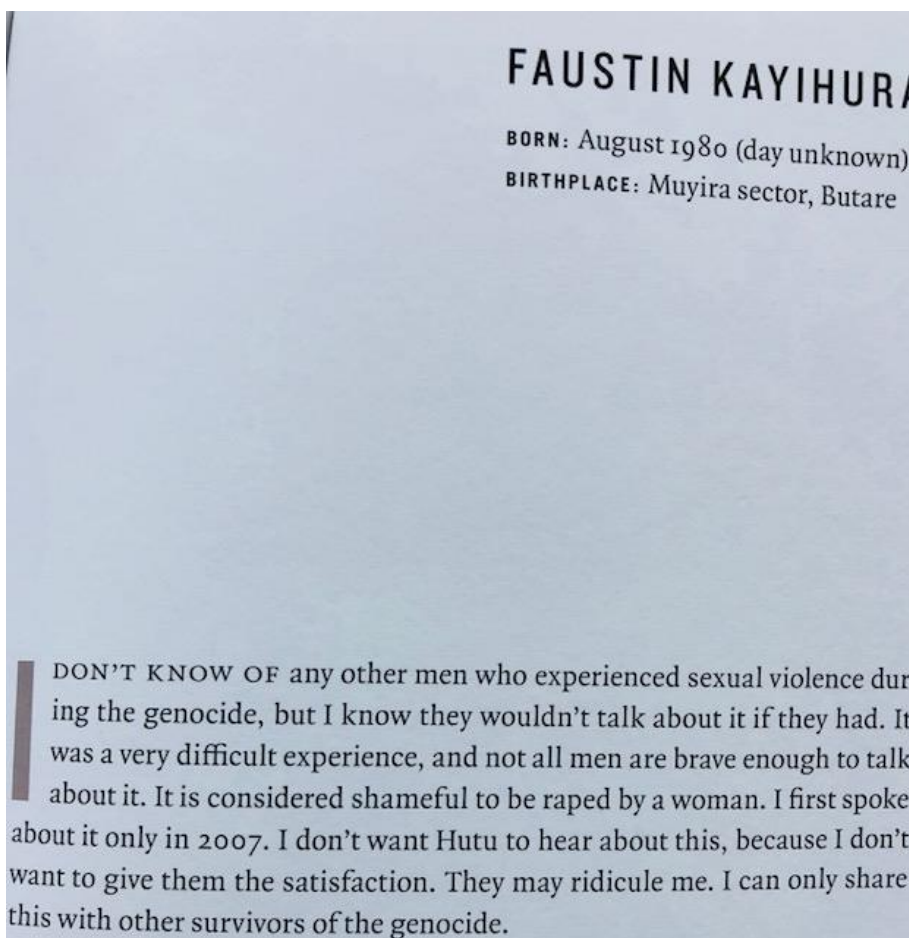 FAUSTIN KAYIHURA
BORN: August 1980 (day unknown)
BIRTHPLACE: Muyira sector, Butare
I DON'T KNOW OF any other men who experienced sexual violence dur
ing the genocide, but I know they wouldn't talk about it if they had. It
was a very difficult experience, and not all men are brave enough to talk
about it. It is considered shameful to be raped by a woman. I first spoke
about it only in 2007. I don't want Hutu to hear about this, because I don't
want to give them the satisfaction. They may ridicule me. I can only share
this with other survivors of the genocide.